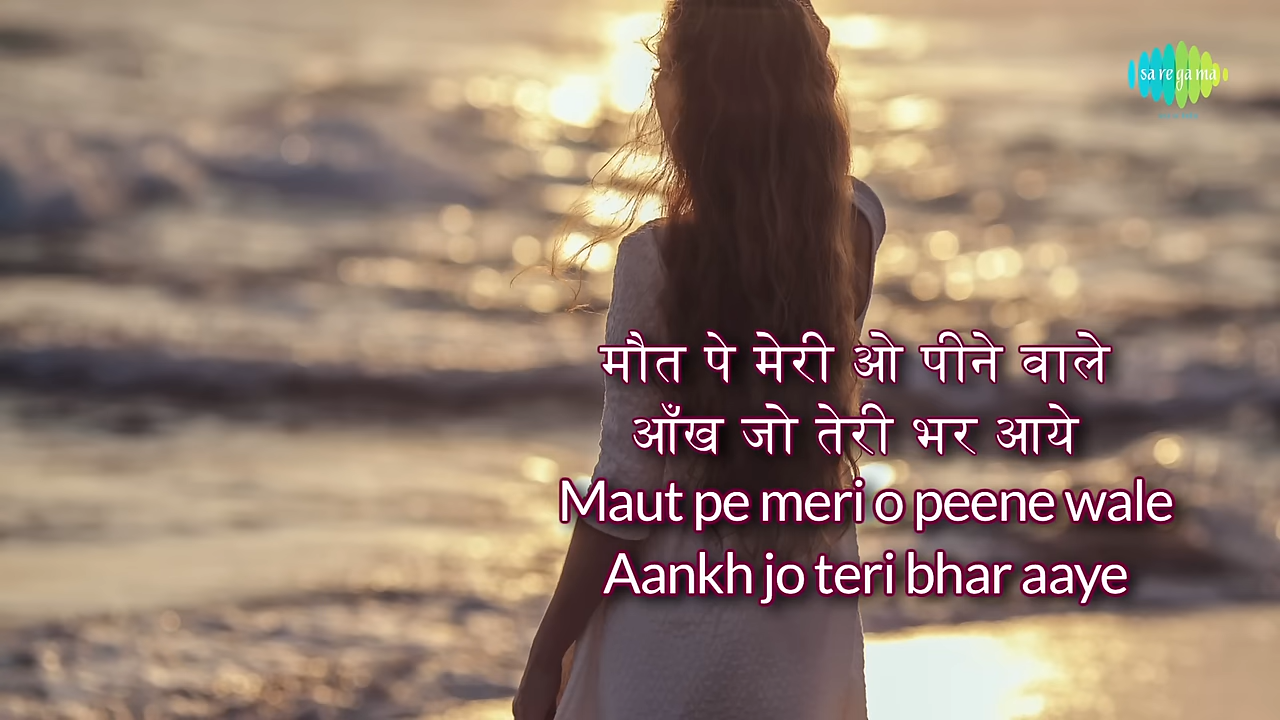 sa re ga ma
मौत पे मेरी ओ पीने वाले
आँख जो तेरी भर आये
Maut pe meri o peene wale
Aankh jo teri bhar aaye